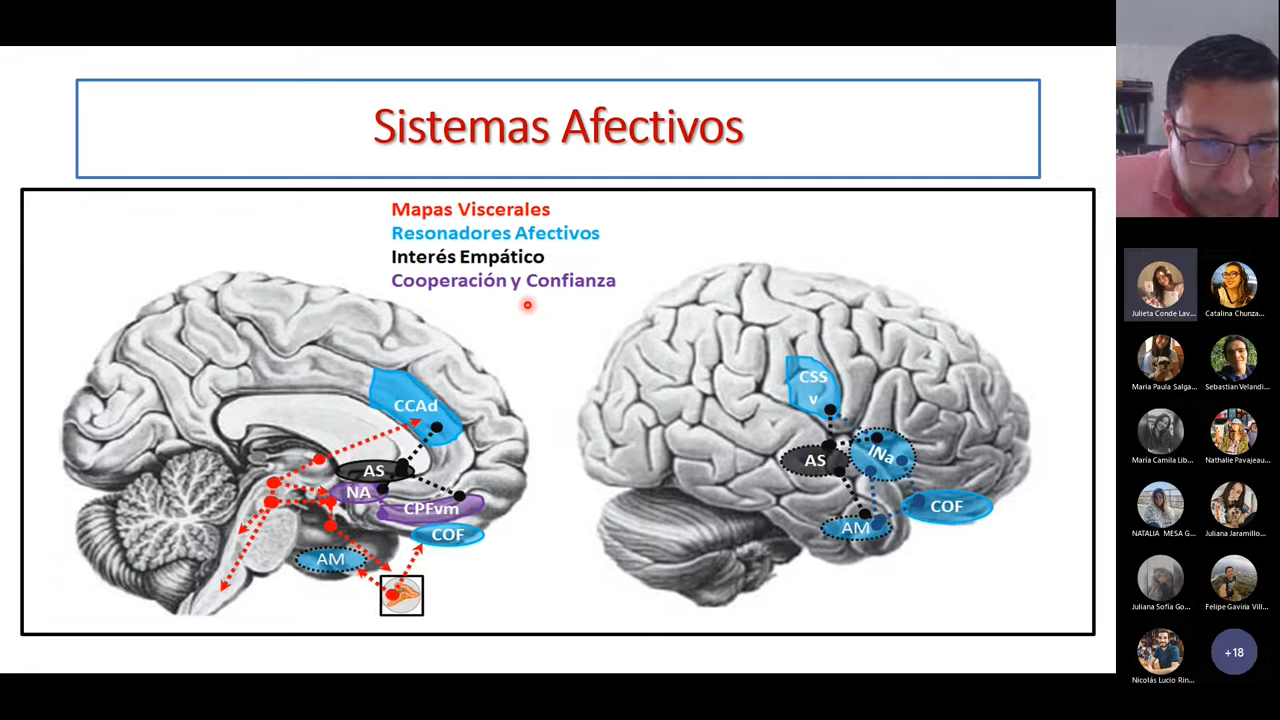 Sistemas Afectivos
Mapas Viscerales
Resonadores Afectivos
Interés Empático
Cooperación y Confianza
CCAd
AS
NA
CPFvm
COF
AM
CSS
v
AS
INa
COF
AM
Julieta Conde Lav...
Catalina Chunza...
Maria Paula Salga...
Sebastian Velandi...
María Camila Lib...
Nathalie Pavajeau...
NATALIA MESA G...
Juliana Jaramillo...
Juliana Sofía Go...
Felipe Gaviria Vill...
Nicolás Lucio Rin...
+18